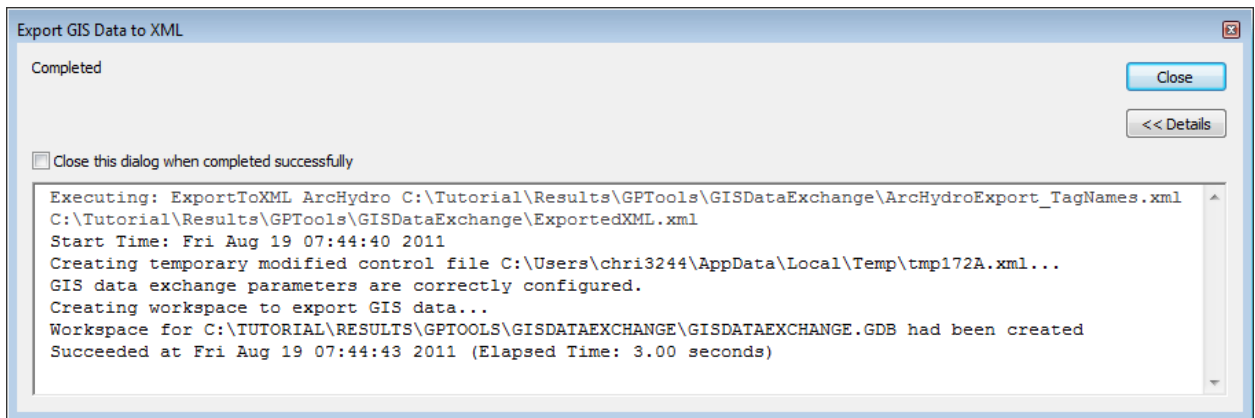 Export GIS Data to XML
Completed
Close
<< Details
Close this dialog when completed successfully
Executing: ExportToXML ArcHydro C:\Tutorial\Results\GPTools\GISDataExchange\ArcHydroExport_TagNames.xml
C:\Tutorial\Results\GPTools\GISDataExchange\ExportedXML.xml
Start Time: Fri Aug 19 07:44:40 2011
Creating temporary modified control file C:\Users\chri3244\AppData\Local\Temp\tmp172A.xml...
GIS data exchange parameters are correctly configured.
Creating workspace to export GIS data...
Workspace for C:\TUTORIAL\RESULTS\GPTOOLS\GISDATAEXCHANGE\GISDATAEXCHANGE.GDB had been created
Succeeded at Fri Aug 19 07:44:43 2011 (Elapsed Time: 3.00 seconds)